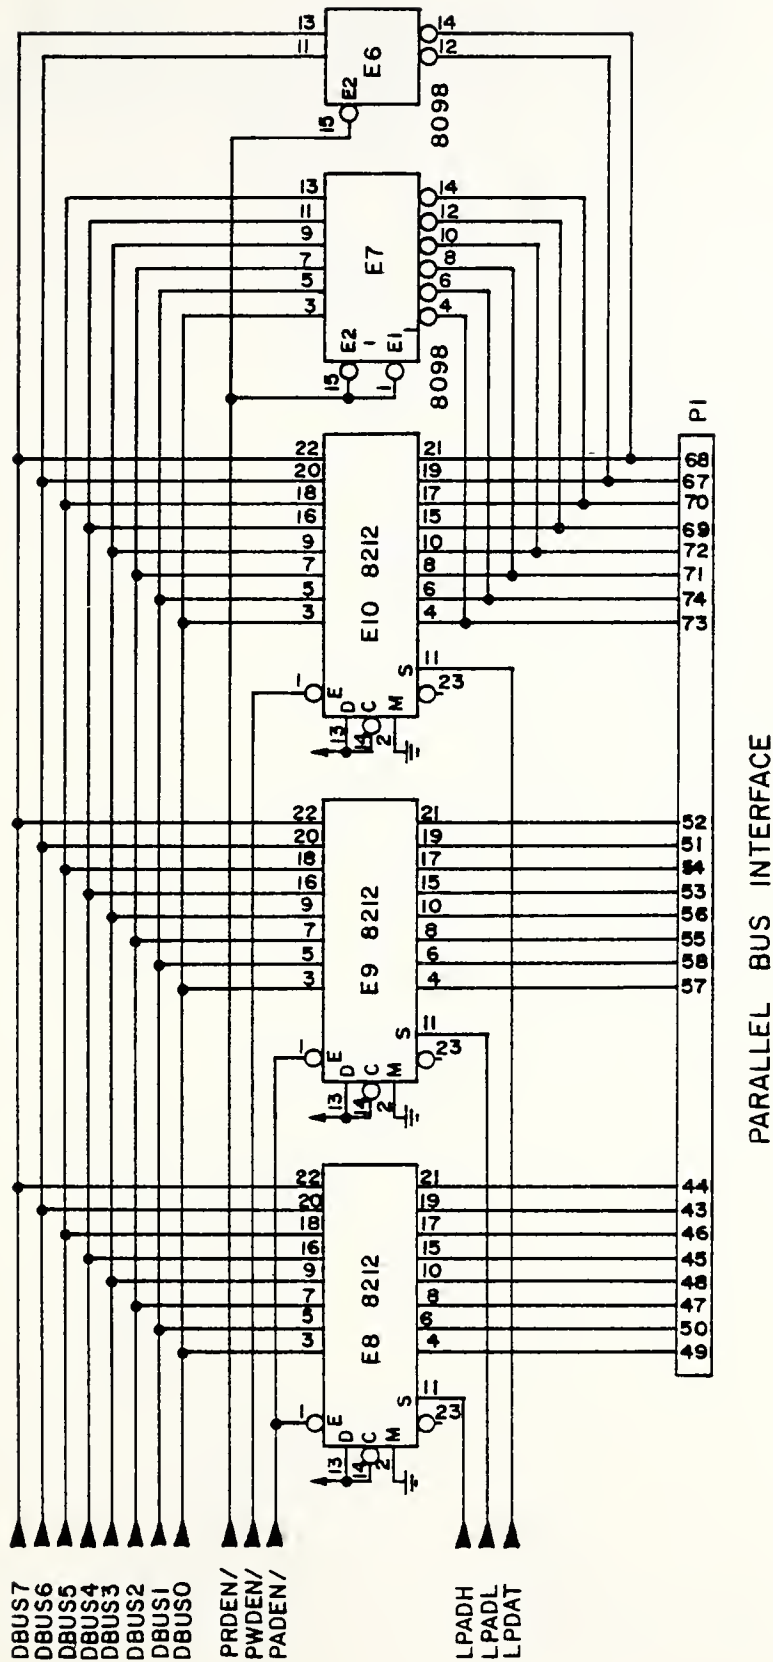 13
11
E6
E2
15
14
12
8098
13
11
9
7
5
3
E7
E2
1
E1
15
1
14
12
10
8
6
4
8098
22
20
18
16
9
7
5
3
E10 8212
21
19
17
15
10
8
6
4
S 11
23
1
E
D
C
M
13
14
2
P1
68
67
70
69
72
71
74
73
22
20
18
16
9
7
5
3
E9 8212
21
19
17
15
10
8
6
4
S 11
23
1
E
D
C
M
13
14
2
52
51
54
53
56
55
58
57
22
20
18
16
9
7
5
3
E8 8212
21
19
17
15
10
8
6
4
S 11
23
1
E
D
C
M
13
14
2
44
43
46
45
48
47
50
49
DBUS7
DBUS6
DBUS5
DBUS4
DBUS3
DBUS2
DBUS1
DBUS0
PRDEN/
PWDEN/
PADEN/
LPADH
LPADL
LPDAT
PARALLEL BUS INTERFACE